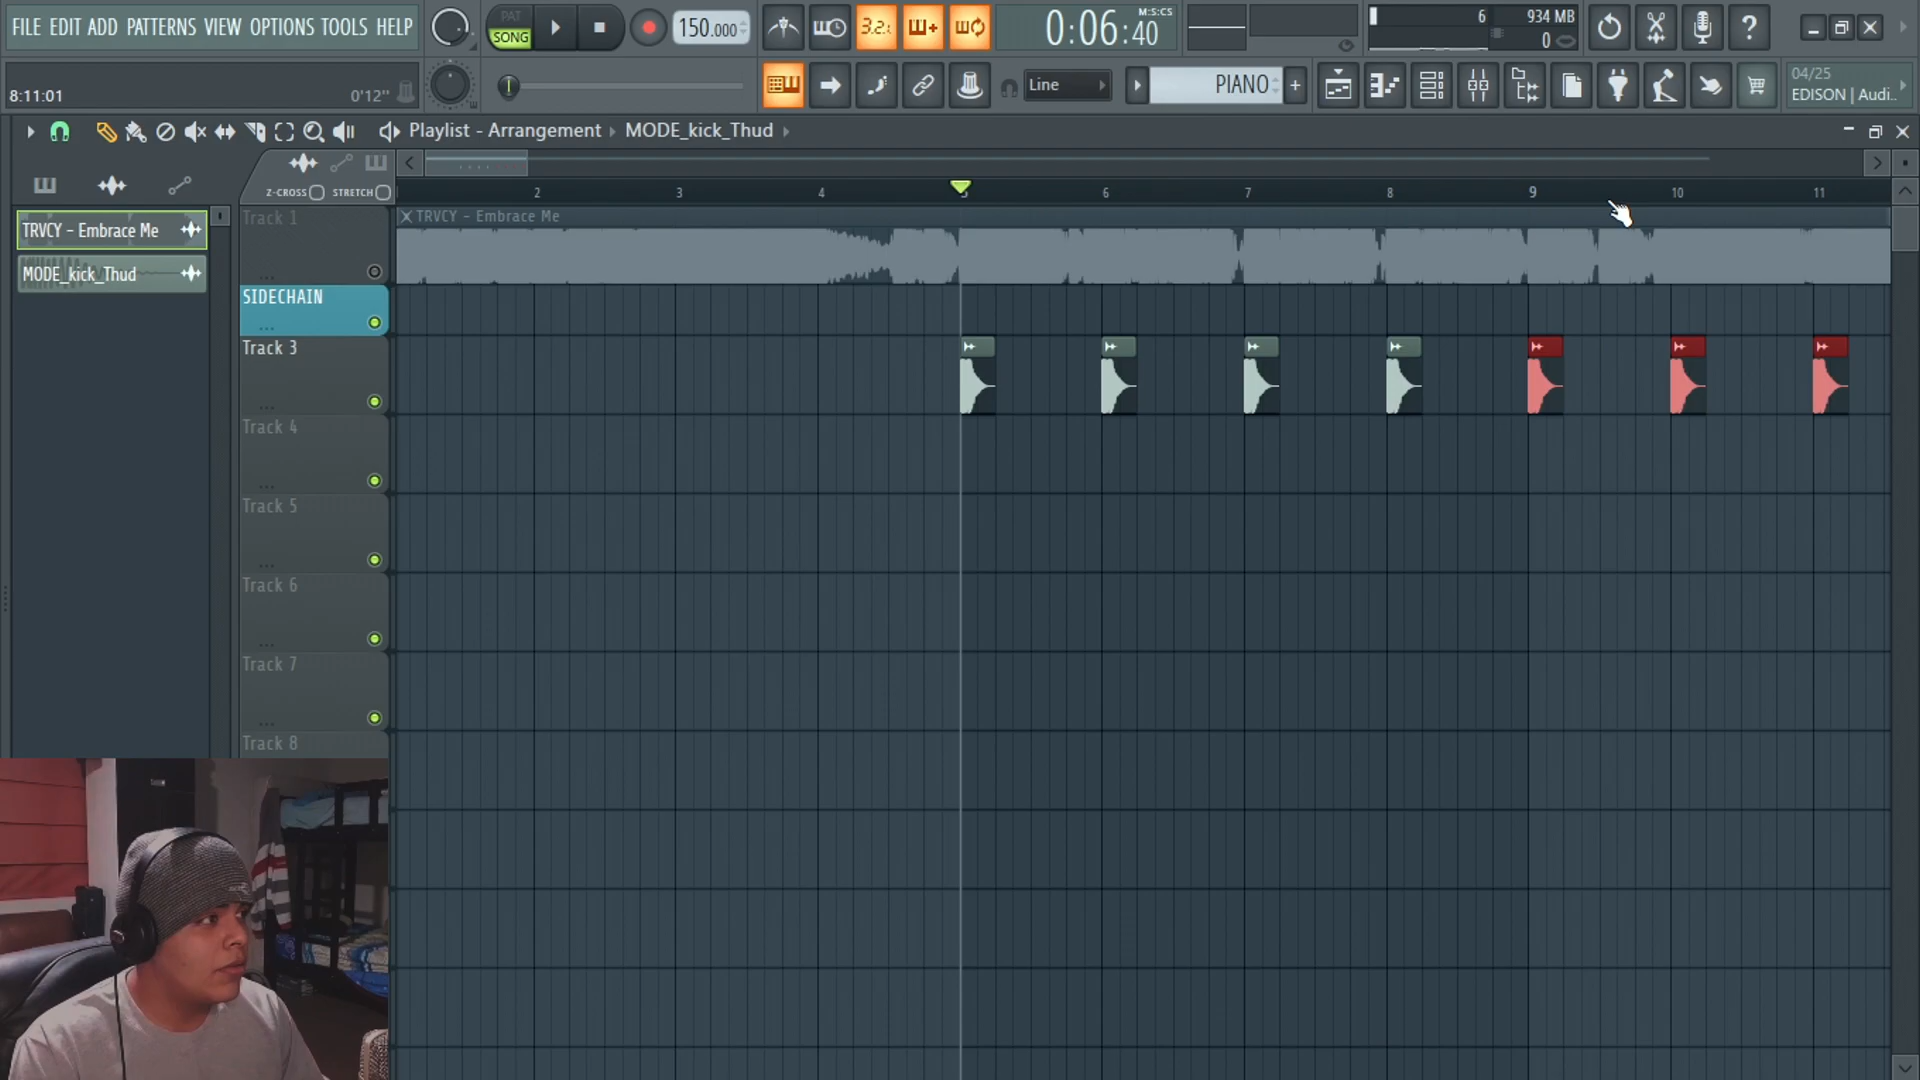 FILE EDIT ADD PATTERNS VIEW OPTIONS TOOLS HELP
PAT
SONG
150.000
3.2.
0:06:40
M:S:CS
6
934 MB
0
8:11:01
0'12"
Line
PIANO
04/25
EDISON | Audi..
Playlist - Arrangement
MODE_kick_Thud
Z-CROSS
STRETCH
2
3
4
5
6
7
8
9
10
11
TRVCY - Embrace Me
MODE_kick_Thud
Track 1
TRVCY - Embrace Me
SIDECHAIN
Track 3
Track 4
Track 5
Track 6
Track 7
Track 8